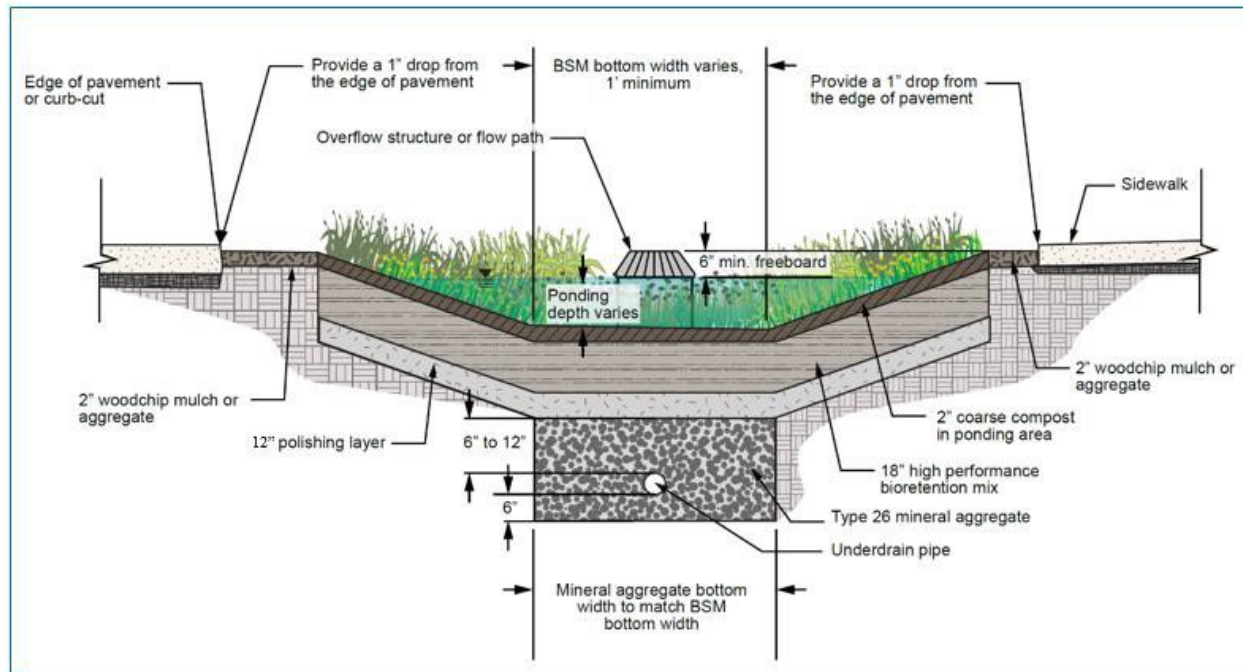 Edge of pavement
or curb-cut
Provide a 1” drop from
the edge of pavement
BSM bottom width varies,
1’ minimum
Provide a 1” drop from
the edge of pavement
Overflow structure or flow path
Sidewalk
6” min. freeboard
Ponding
depth varies
2” woodchip mulch or
aggregate
12” polishing layer
6” to 12”
6”
2” woodchip mulch or
aggregate
2” coarse compost
in ponding area
18” high performance
bioretention mix
Type 26 mineral aggregate
Underdrain pipe
Mineral aggregate bottom
width to match BSM
bottom width